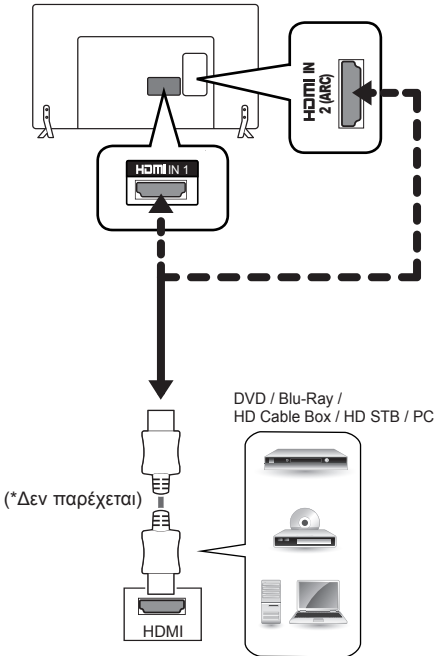 HDMI IN
2 (ARC)
HDMI IN 1
DVD / Blu-Ray /
HD Cable Box / HD STB / PC
(*Δεν παρέχεται)
HDMI